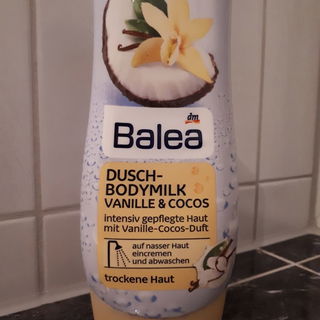 dm
Balea
DUSCH-
BODYMILK
VANILLE & COCOS
intensiv gepflegte Haut
mit Vanille-Cocos-Duft
auf nasser Haut
eincremen
und abwaschen
trockene Haut